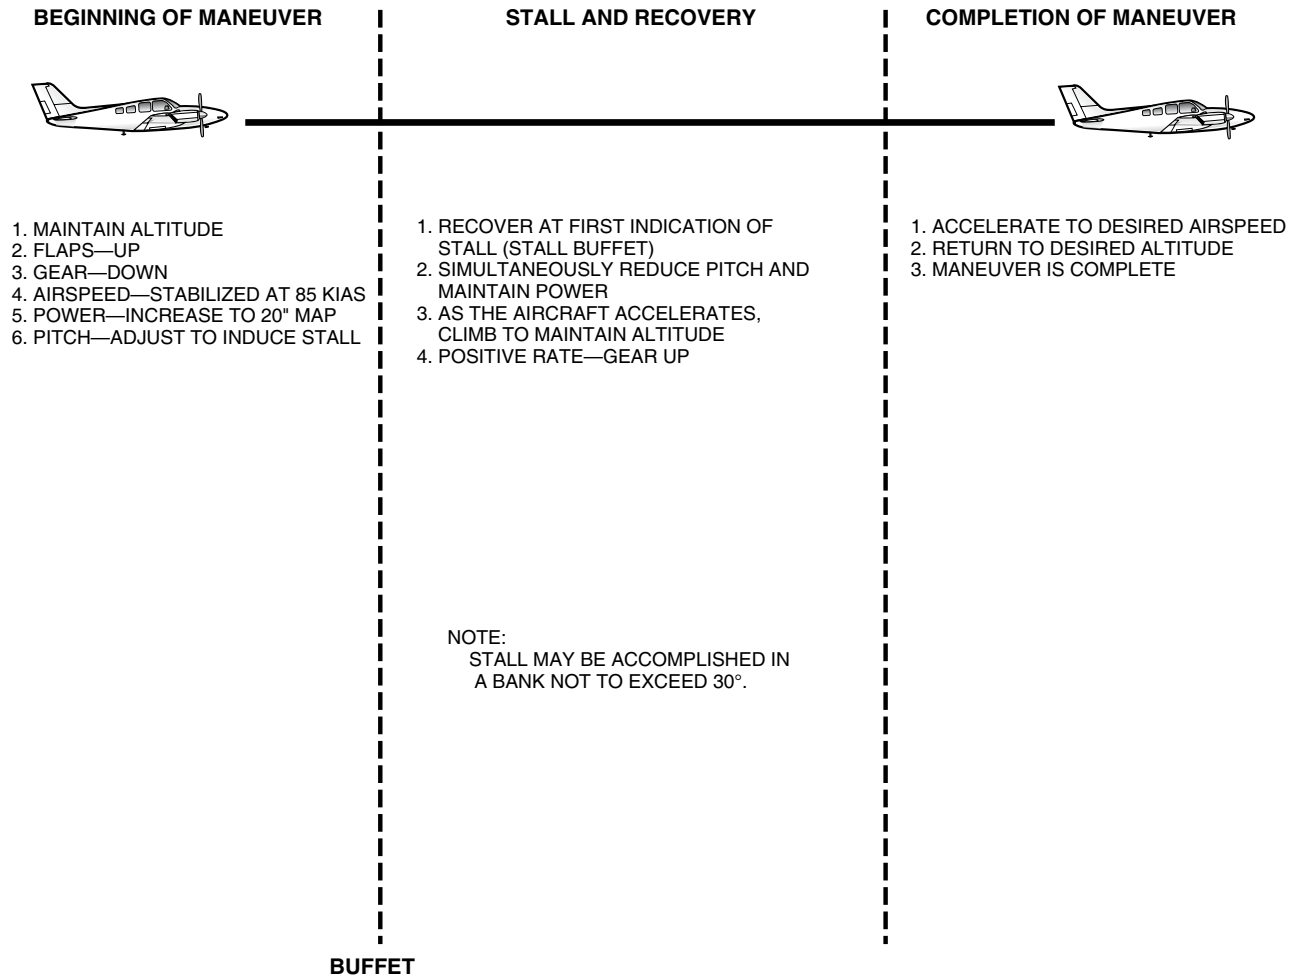 BEGINNING OF MANEUVER
1. MAINTAIN ALTITUDE
2. FLAPS—UP
3. GEAR—DOWN
4. AIRSPEED—STABILIZED AT 85 KIAS
5. POWER—INCREASE TO 20" MAP
6. PITCH—ADJUST TO INDUCE STALL
STALL AND RECOVERY
1. RECOVER AT FIRST INDICATION OF
STALL (STALL BUFFET)
2. SIMULTANEOUSLY REDUCE PITCH AND
MAINTAIN POWER
3. AS THE AIRCRAFT ACCELERATES,
CLIMB TO MAINTAIN ALTITUDE
4. POSITIVE RATE—GEAR UP
NOTE:
STALL MAY BE ACCOMPLISHED IN
A BANK NOT TO EXCEED 30°.
COMPLETION OF MANEUVER
1. ACCELERATE TO DESIRED AIRSPEED
2. RETURN TO DESIRED ALTITUDE
3. MANEUVER IS COMPLETE
BUFFET